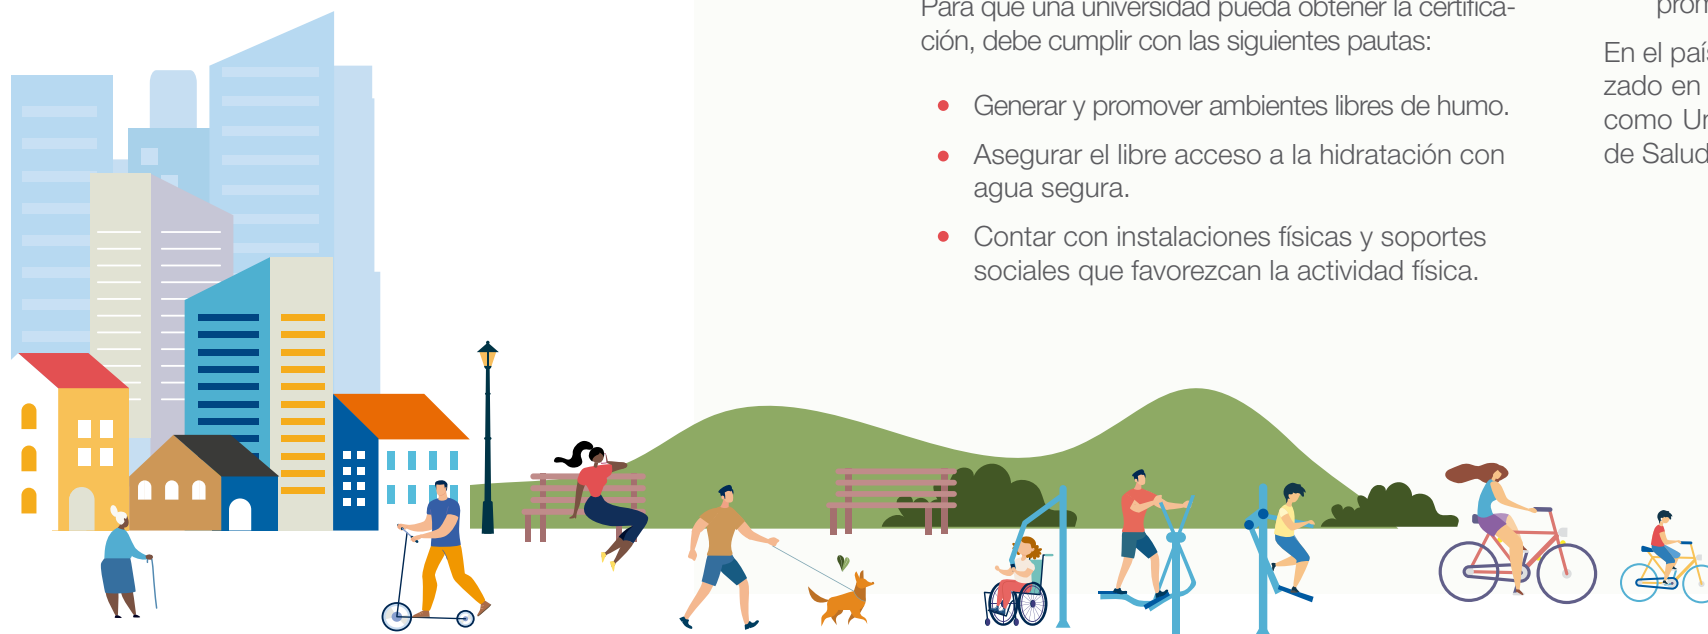 Para que una universidad pueda obtener la certifica-
ción, debe cumplir con las siguientes pautas:
• Generar y promover ambientes libres de humo.
• Asegurar el libre acceso a la hidratación con
agua segura.
• Contar con instalaciones físicas y soportes
sociales que favorezcan la actividad física.
En el
zado en
como
de Salud